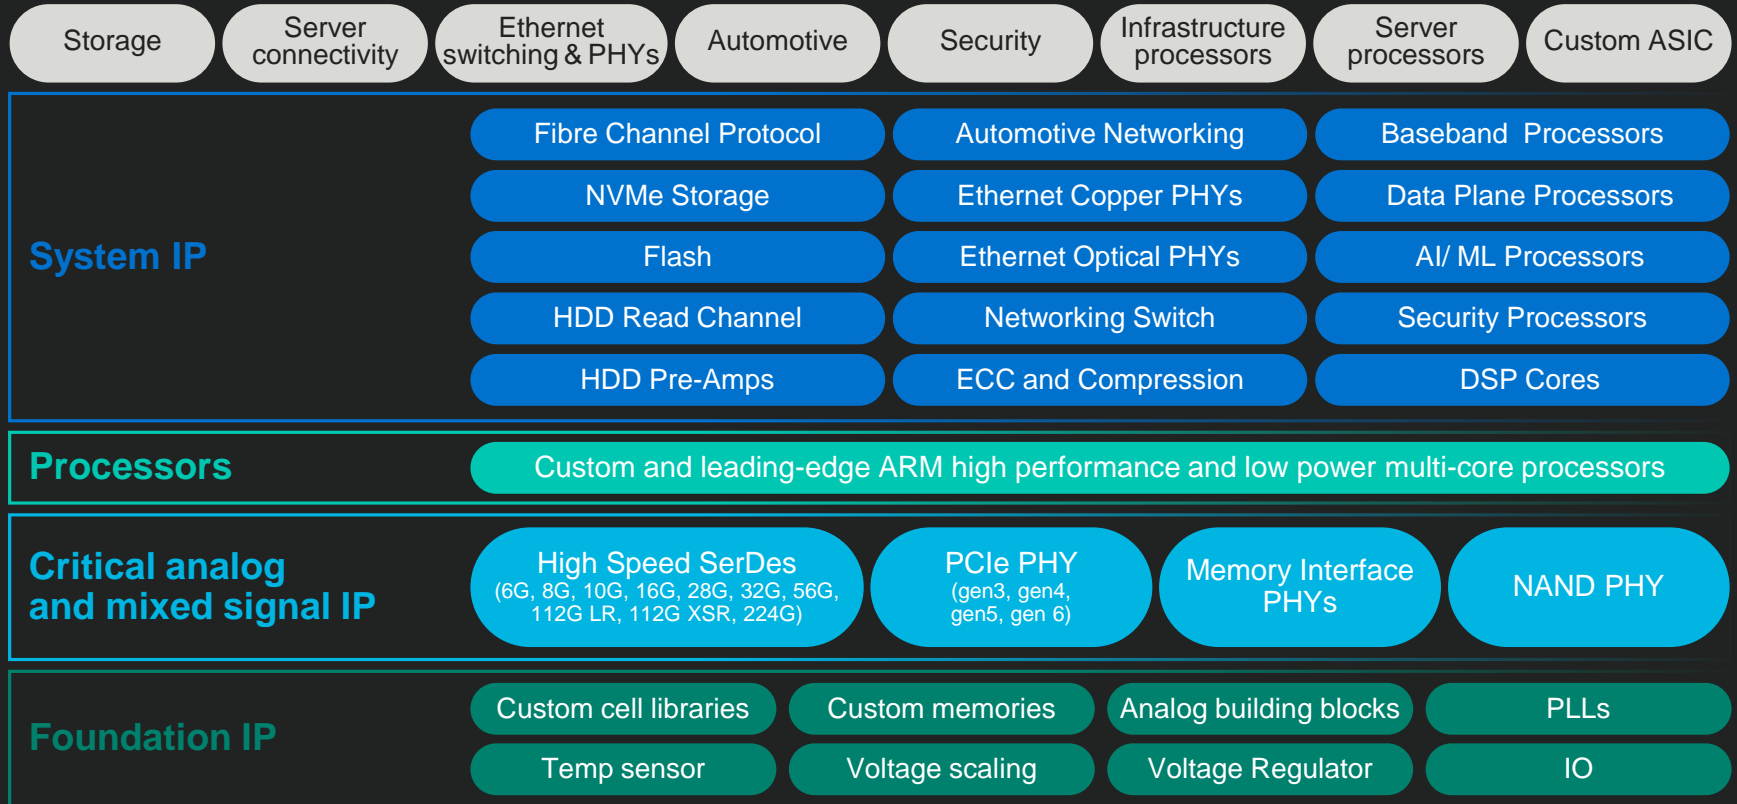 Storage
Server
connectivity
Ethernet
switching & PHYs
Automotive
Security
Infrastructure
processors
Server
processors
Custom ASIC
System IP
Fibre Channel Protocol
Automotive Networking
Baseband Processors
NVMe Storage
Ethernet Copper PHYs
Data Plane Processors
Flash
Ethernet Optical PHYs
AI/ ML Processors
HDD Read Channel
Networking Switch
Security Processors
HDD Pre-Amps
ECC and Compression
DSP Cores
Processors
Custom and leading-edge ARM high performance and low power multi-core processors
Critical analog
and mixed signal IP
High Speed SerDes
(6G, 8G, 10G, 16G, 28G, 32G, 56G,
112G LR, 112G XSR, 224G)
PCIe PHY
(gen3, gen4,
gen5, gen 6)
Memory Interface
PHYs
NAND PHY
Foundation IP
Custom cell libraries
Custom memories
Analog building blocks
PLLs
Temp sensor
Voltage scaling
Voltage Regulator
IO